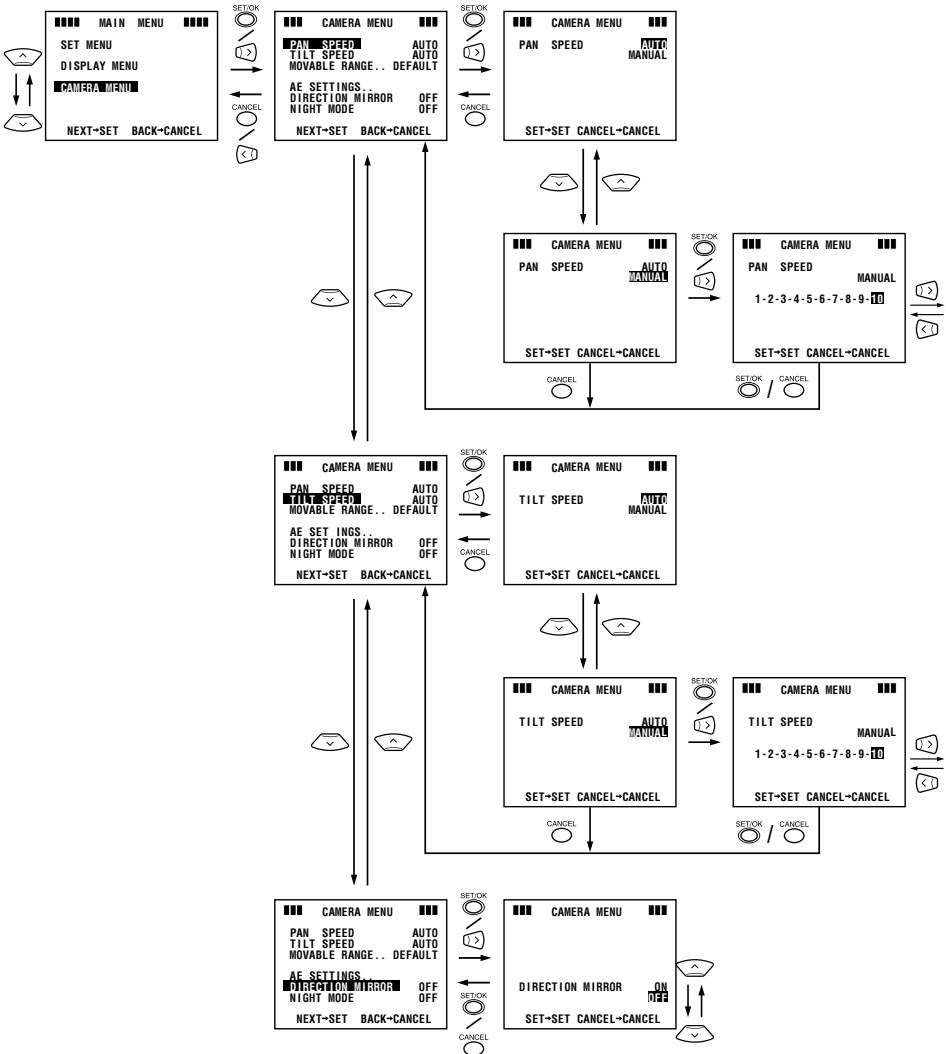 MAIN MENU
SET MENU
DISPLAY MENU
CAMERA MENU
NEXT→SET BACK→CANCEL
SET/OK
CANCEL
CAMERA MENU
PAN SPEED AUTO
TILT SPEED AUTO
MOVABLE RANGE.. DEFAULT
AE SETTINGS..
DIRECTION MIRROR OFF
NIGHT MODE OFF
NEXT→SET BACK→CANCEL
SET/OK
CANCEL
CAMERA MENU
PAN SPEED AUTO
MANUAL
SET→SET CANCEL→CANCEL
CAMERA MENU
PAN SPEED AUTO
MANUAL
SET→SET CANCEL→CANCEL
SET/OK
CAMERA MENU
PAN SPEED
MANUAL
1-2-3-4-5-6-7-8-9-10
SET→SET CANCEL→CANCEL
CANCEL
SET/OK / CANCEL
CAMERA MENU
PAN SPEED AUTO
TILT SPEED AUTO
MOVABLE RANGE.. DEFAULT
AE SET INGS..
DIRECTION MIRROR OFF
NIGHT MODE OFF
NEXT→SET BACK→CANCEL
SET/OK
CANCEL
CAMERA MENU
TILT SPEED AUTO
MANUAL
SET→SET CANCEL→CANCEL
CAMERA MENU
TILT SPEED AUTO
MANUAL
SET→SET CANCEL→CANCEL
SET/OK
CAMERA MENU
TILT SPEED
MANUAL
1-2-3-4-5-6-7-8-9-10
SET→SET CANCEL→CANCEL
CANCEL
SET/OK / CANCEL
CAMERA MENU
PAN SPEED AUTO
TILT SPEED AUTO
MOVABLE RANGE.. DEFAULT
AE SETTINGS..
DIRECTION MIRROR OFF
NIGHT MODE OFF
NEXT→SET BACK→CANCEL
SET/OK
SET/OK
CANCEL
CAMERA MENU
DIRECTION MIRROR ON
OFF
SET→SET CANCEL→CANCEL